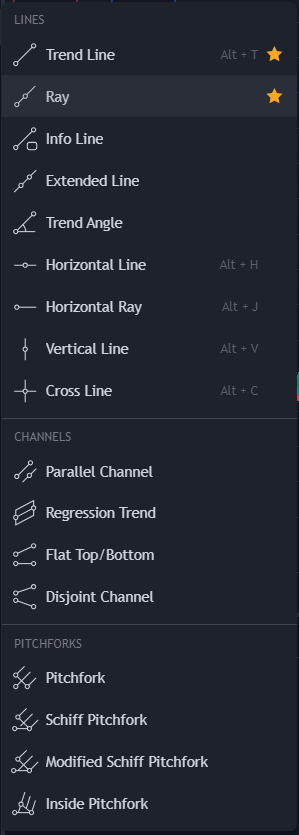 LINES
Trend Line Alt + T
Ray
Info Line
Extended Line
Trend Angle
Horizontal Line Alt + H
Horizontal Ray Alt + J
Vertical Line Alt + V
Cross Line Alt + C
CHANNELS
Parallel Channel
Regression Trend
Flat Top/Bottom
Disjoint Channel
PITCHFORKS
Pitchfork
Schiff Pitchfork
Modified Schiff Pitchfork
Inside Pitchfork